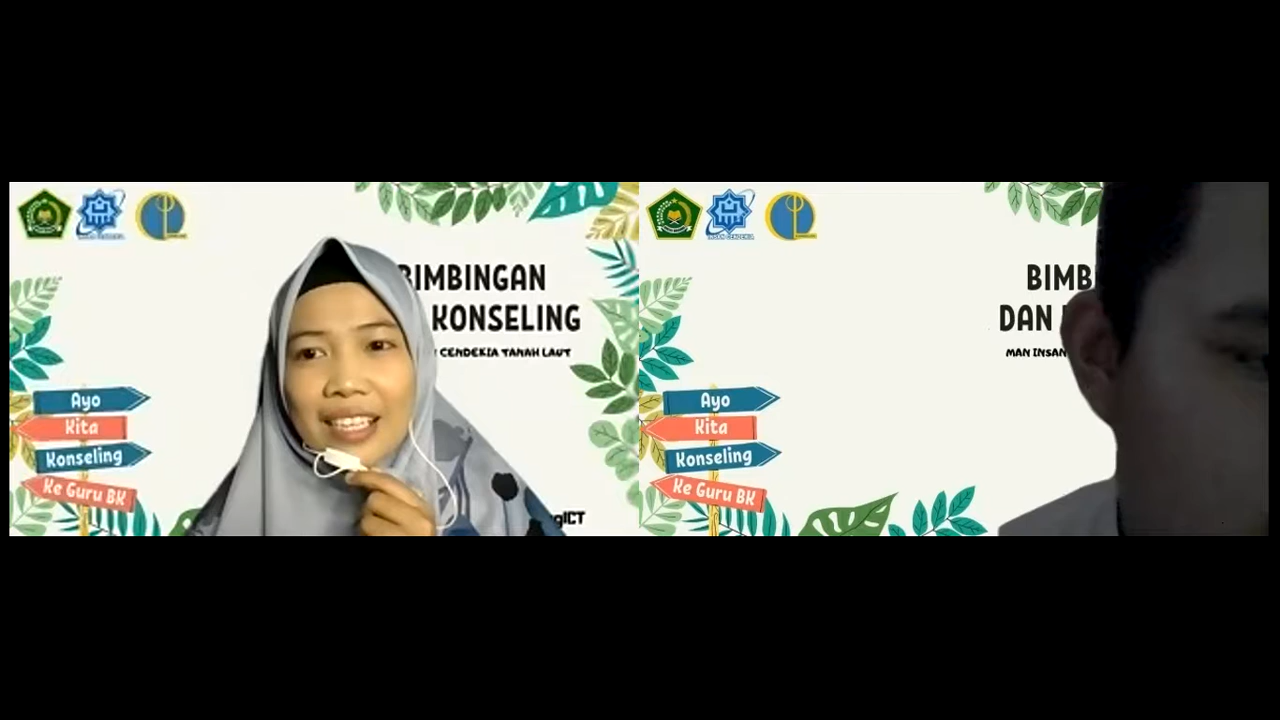 BIMBINGAN
KONSELING
CENDEKIA TANAH LAUT
Ayo
Kita
Konseling
Ke Guru BK
BIMB
DAN
MAN INSAN
Ayo
Kita
Konseling
Ke Guru BK